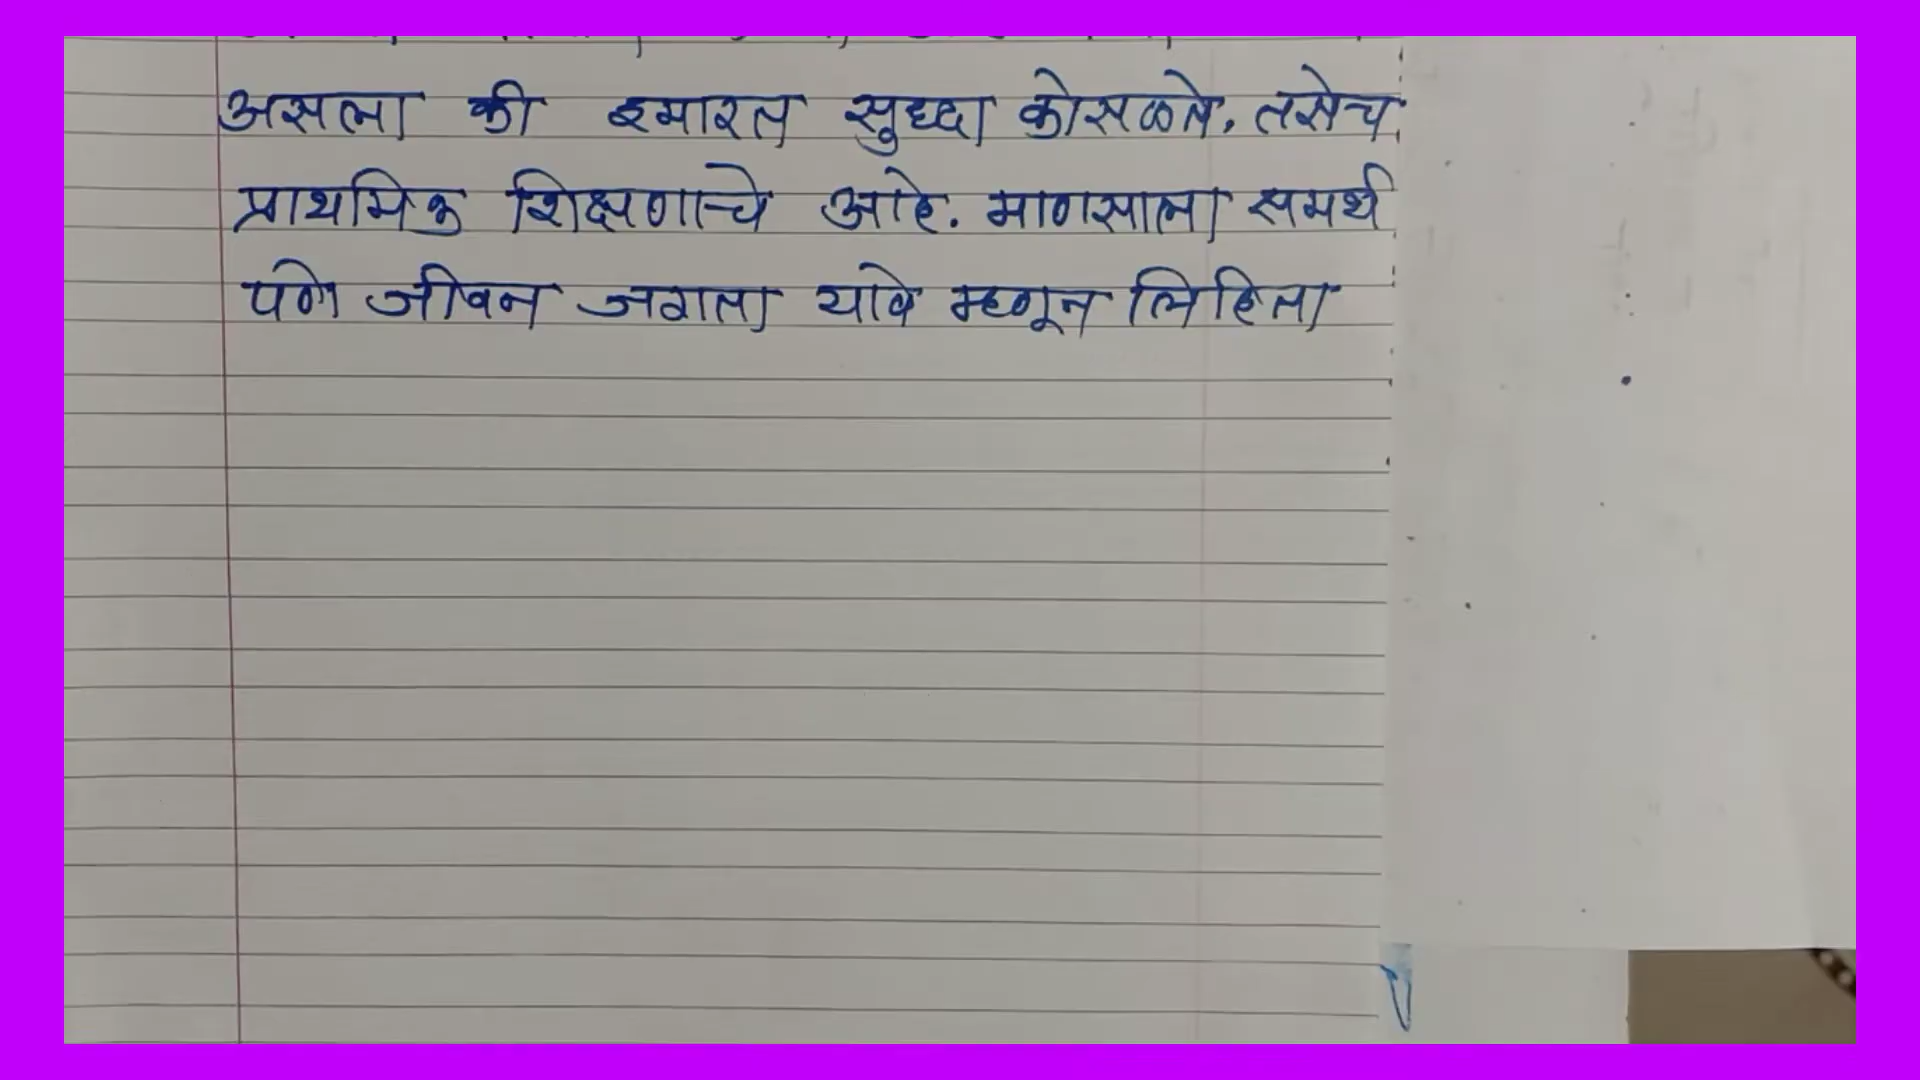 असला की इमारत सुध्दा कोसळते. तसेच
प्राथमिक शिक्षणाचे आहे. माणसाला समर्थ
पणे जीवन जगता यावे म्हणून लिहिता